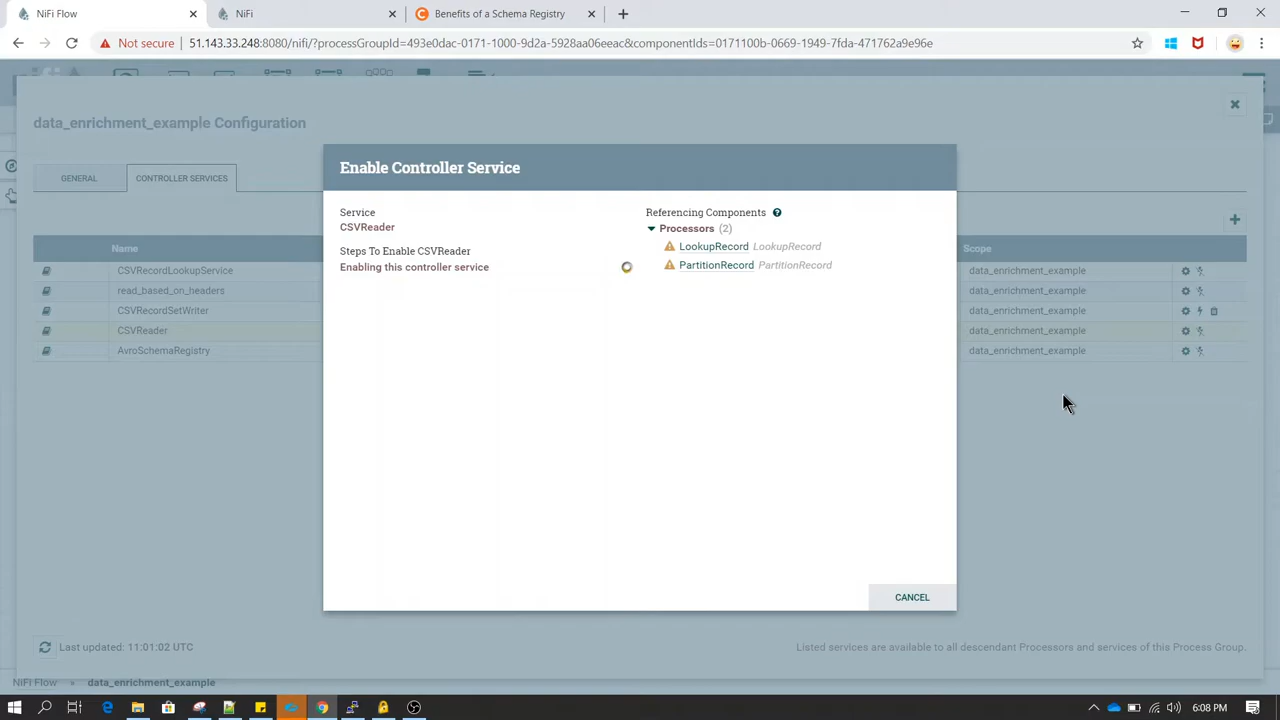 NiFi Flow
NiFi
Benefits of a Schema Registry
Not secure
51.143.33.248:8080/nifi/?processGroupId=493e0dac-0171-1000-9d2a-5928aa06eeac&componentIds=0171100b-0669-1949-7fda-471762a9e96e
data_enrichment_example Configuration
GENERAL
CONTROLLER SERVICES
Enable Controller Service
Service
CSVReader
Steps To Enable CSVReader
Enabling this controller service
Referencing Components
Processors (2)
LookupRecord LookupRecord
PartitionRecord PartitionRecord
CANCEL
Name
Scope
CSVRecordLookupService
data_enrichment_example
read_based_on_headers
data_enrichment_example
CSVRecordSetWriter
data_enrichment_example
CSVReader
data_enrichment_example
AvroSchemaRegistry
data_enrichment_example
Last updated: 11:01:02 UTC
Listed services are available to all descendant Processors and services of this Process Group.
NiFi Flow » data_enrichment_example
6:08 PM